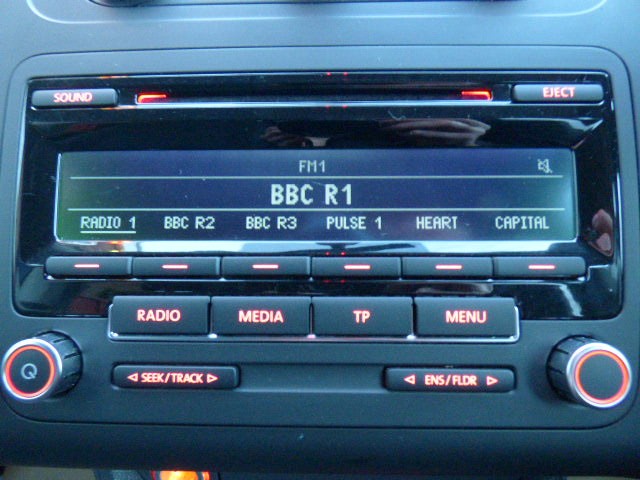 SOUND EJECT
FM1
BBC R1
RADIO 1 BBC R2 BBC R3 PULSE 1 HEART CAPITAL
RADIO MEDIA TP MENU
SEEK/TRACK ENS/FLDR